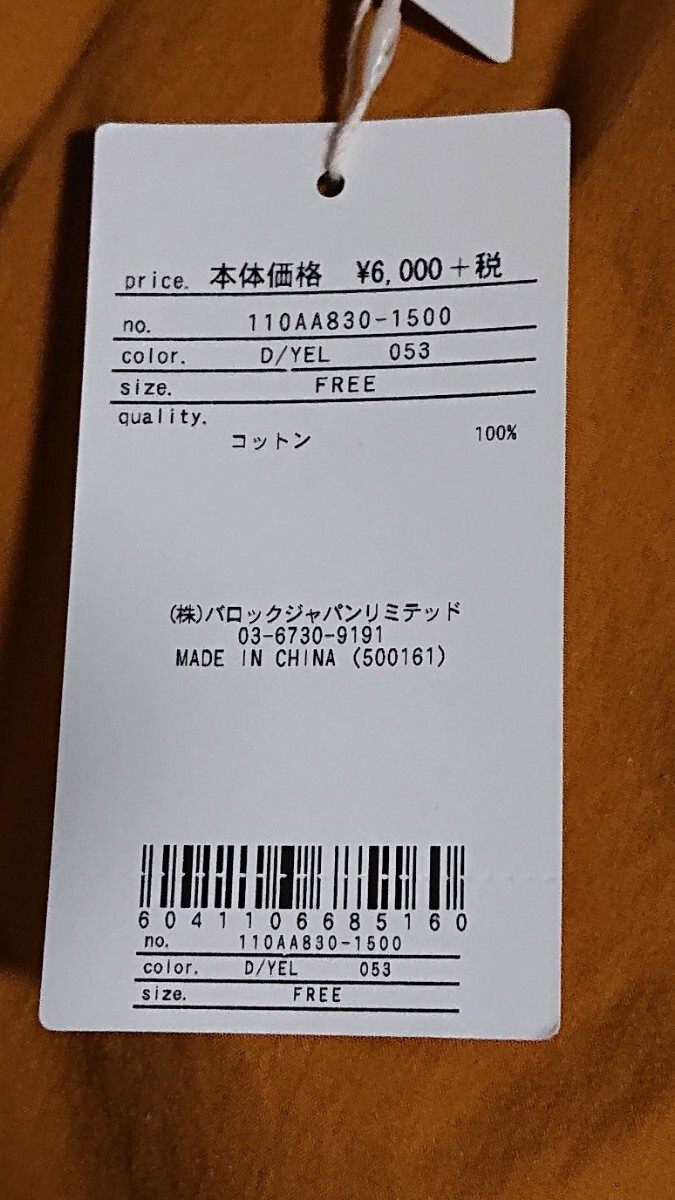 price. 本体価格 ¥6,000+税
no. 110AA830-1500
color. D/YEL 053
size. FREE
quality.
コットン 100%
(株)バロックジャパンリミテッド
03-6730-9191
MADE IN CHINA (500161)
6041106685160
no. 110AA830-1500
color. D/YEL 053
size. FREE